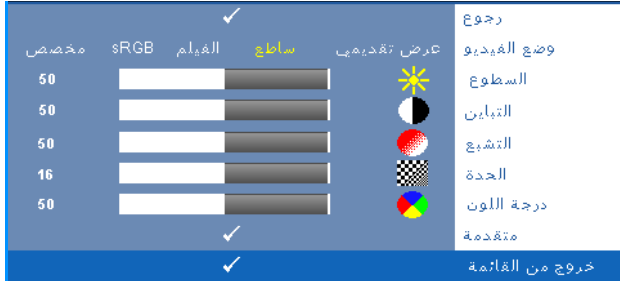 رجوع
وضع الفيديو عرض تقديمي ساطع الفيلم sRGB مخصص
السطوع 50
التباين 50
التشبع 50
الحدة 16
درجة اللون 50
متقدمة
خروج من القائمة